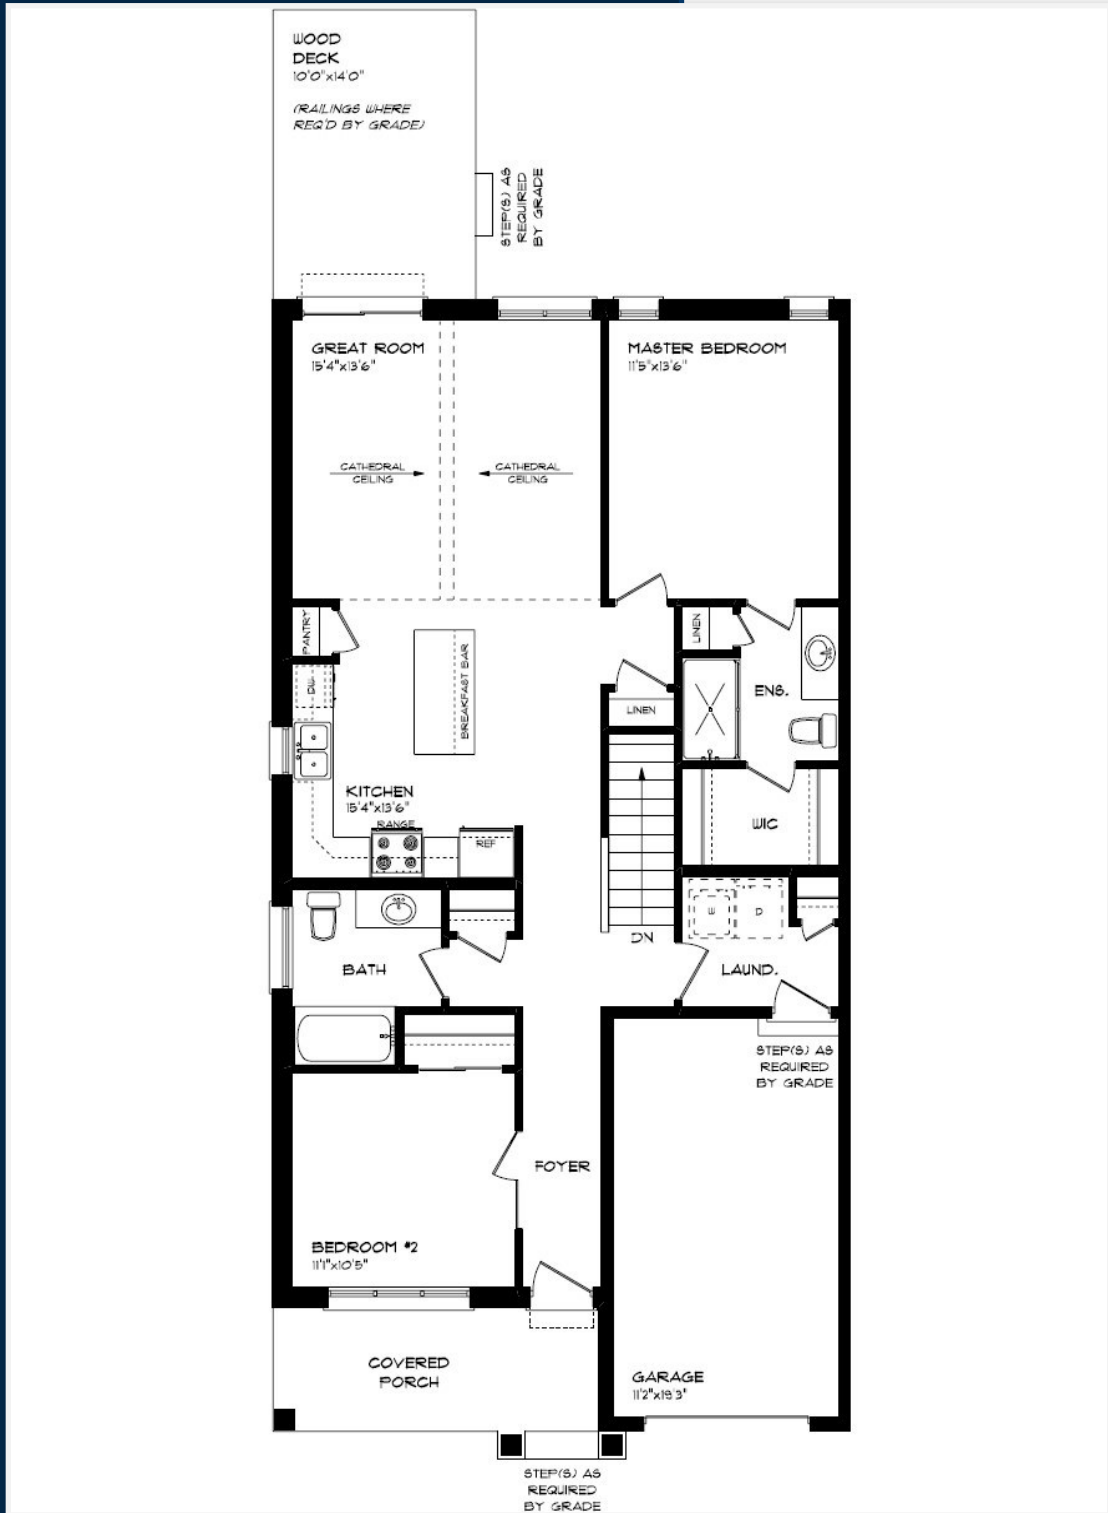 WOOD
DECK
10'0"x14'0"
(RAILINGS WHERE
REQ'D BY GRADE)
STEP(S) AS
REQUIRED
BY GRADE
GREAT ROOM
15'4"x13'6"
MASTER BEDROOM
11'5"x13'6"
CATHEDRAL
CEILING
CATHEDRAL
CEILING
PANTRY
BREAKFAST BAR
LINEN
LINEN
ENS.
D.W.
KITCHEN
15'4"x13'6"
RANGE
REF
WIC
DN
D
BATH
LAUND.
STEP(S) AS
REQUIRED
BY GRADE
FOYER
BEDROOM #2
11'1"x10'5"
COVERED
PORCH
GARAGE
11'2"x19'3"
STEP(S) AS
REQUIRED
BY GRADE